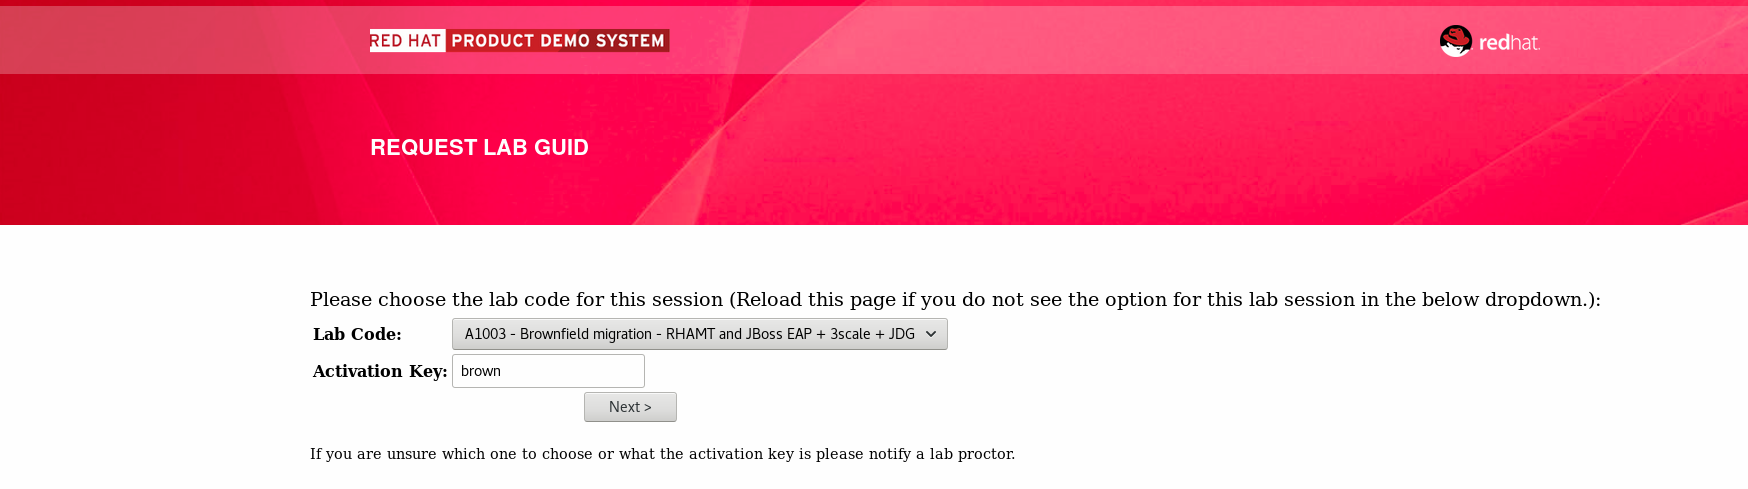 RED HAT PRODUCT DEMO SYSTEM
redhat.
REQUEST LAB GUID
Please choose the lab code for this session (Reload this page if you do not see the option for this lab session in the below dropdown.):
Lab Code: A1003 - Brownfield migration - RHAMT and JBoss EAP + 3scale + JDG
Activation Key: brown
Next >
If you are unsure which one to choose or what the activation key is please notify a lab proctor.